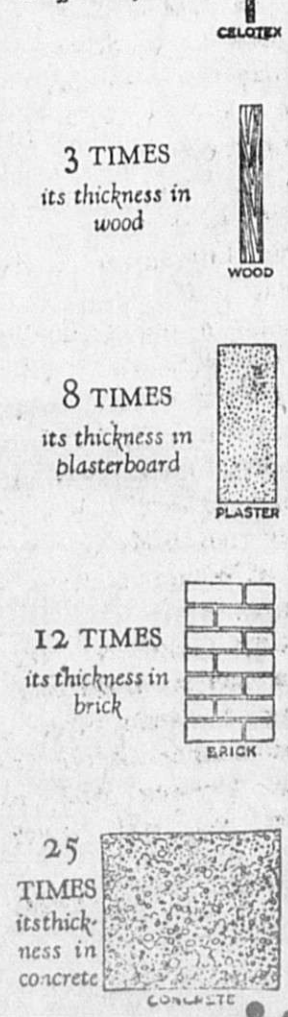 CELOTEX
3 TIMES
its thickness in
wood
WOOD
8 TIMES
its thickness in
plasterboard
PLASTER
12 TIMES
its thickness in
brick
BRICK
25
TIMES
its thick-
ness in
concrete
CONCRETE